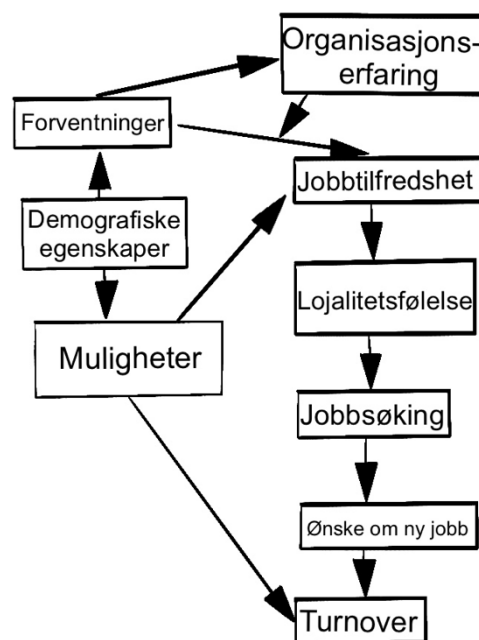 Organisasjons-
erfaring
Forventninger
Jobbtilfredshet
Demografiske
egenskaper
Lojalitetsfølelse
Muligheter
Jobbsøking
Ønske om ny jobb
Turnover